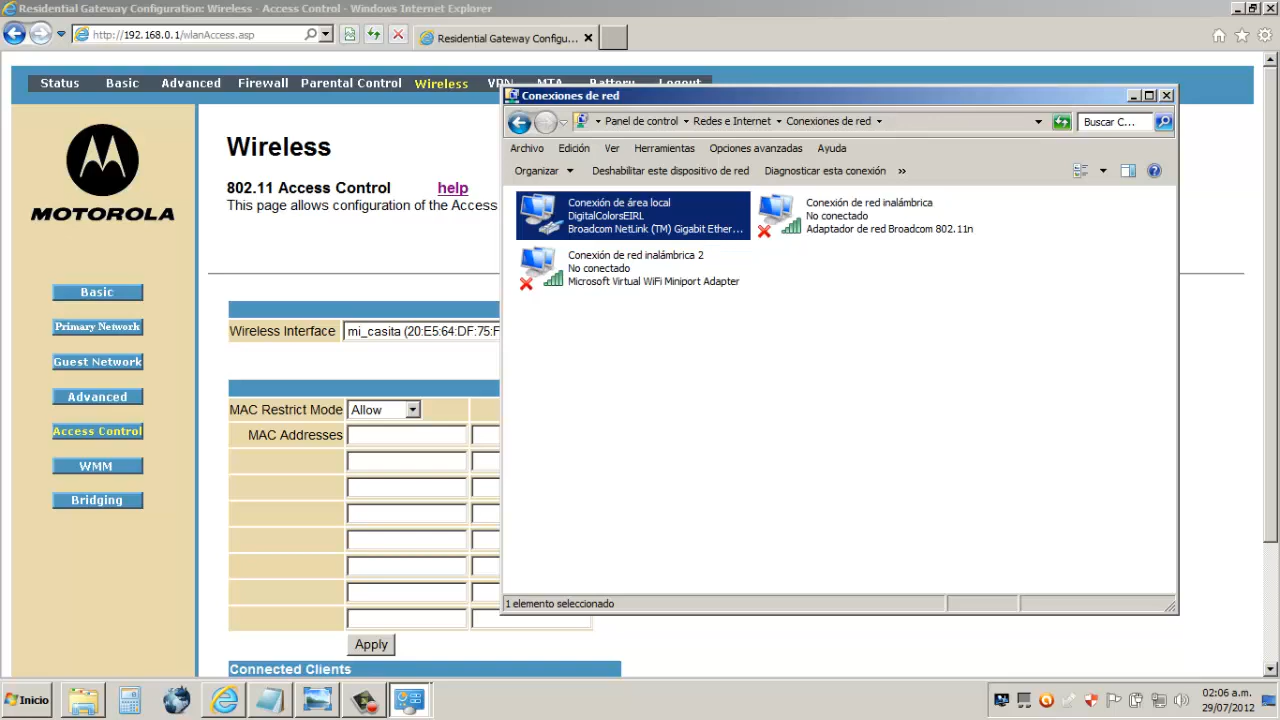 Residential Gateway Configuration: Wireless - Access Control - Windows Internet Explorer
http://192.168.0.1/wlanAccess.asp
Residential Gateway Configu...
Status Basic Advanced Firewall Parental Control Wireless VPN MTA Battery Logout
MOTOROLA
Basic
Primary Network
Guest Network
Advanced
Access Control
WMM
Bridging
Wireless
802.11 Access Control help
This page allows configuration of the Access
Wireless Interface mi_casita (20:E5:64:DF:75:F
MAC Restrict Mode Allow
MAC Addresses
Apply
Connected Clients
Conexiones de red
Panel de control Redes e Internet Conexiones de red
Buscar C...
Archivo Edición Ver Herramientas Opciones avanzadas Ayuda
Organizar Deshabilitar este dispositivo de red Diagnosticar esta conexión »
Conexión de área local
DigitalColorsEIRL
Broadcom NetLink (TM) Gigabit Ether...
Conexión de red inalámbrica
No conectado
Adaptador de red Broadcom 802.11n
Conexión de red inalámbrica 2
No conectado
Microsoft Virtual WiFi Miniport Adapter
1 elemento seleccionado
Inicio
02:06 a.m.
29/07/2012